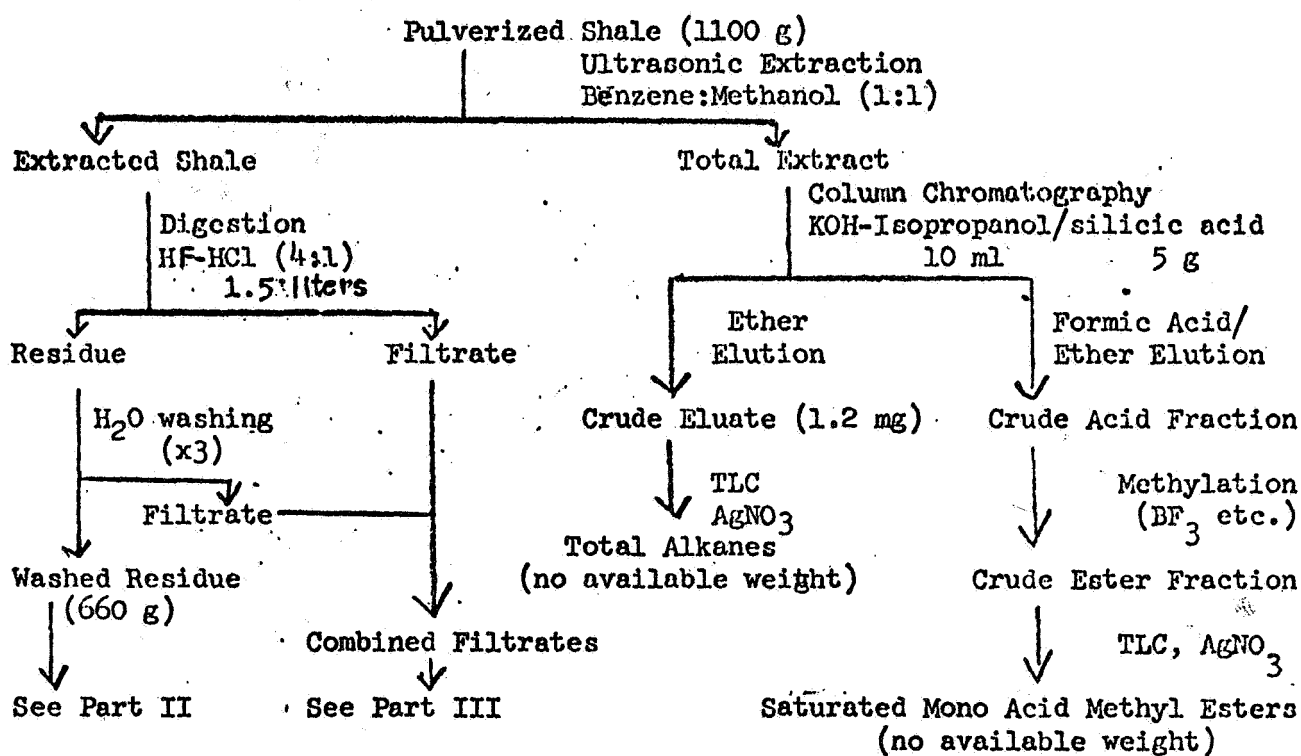 Pulverized Shale (1100 g)
Ultrasonic Extraction
Benzene:Methanol (1:1)
Extracted Shale
Total Extract
Digestion
HF-HCl (4:1)
1.5 liters
Column Chromatography
KOH-Isopropanol/silicic acid
10 ml 5 g
Residue
Filtrate
Ether
Elution
Formic Acid/
Ether Elution
H2O washing
(x3)
Filtrate
Crude Eluate (1.2 mg)
Crude Acid Fraction
TLC
AgNO3
Methylation
(BF3 etc.)
Total Alkanes
(no available weight)
Crude Ester Fraction
Washed Residue
(660 g)
Combined Filtrates
TLC, AgNO3
See Part II
See Part III
Saturated Mono Acid Methyl Esters
(no available weight)